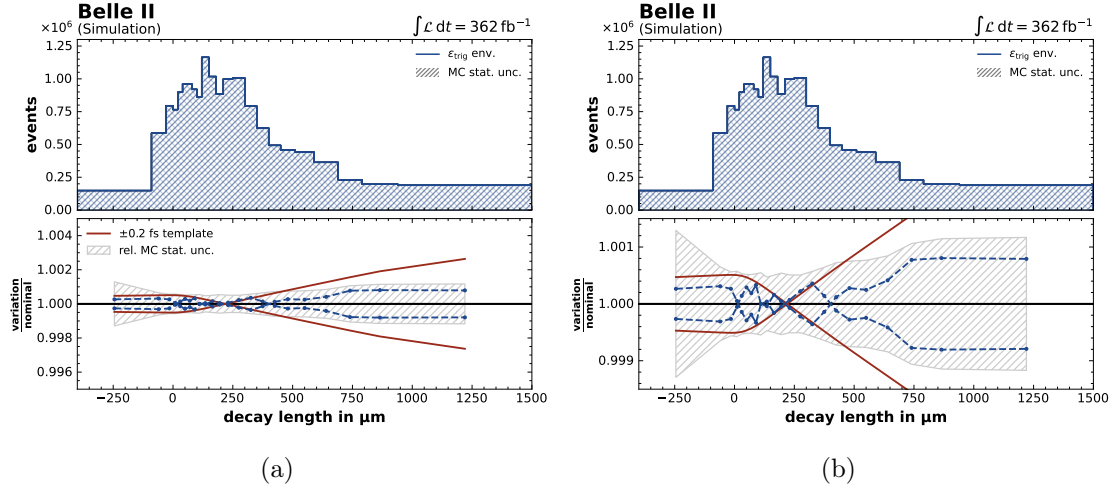 Belle II
(Simulation)
∫ℒ dt = 362 fb⁻¹
×10⁶
1.25
1.00
0.75
0.50
0.25
0.00
events
ε_trig env.
MC stat. unc.
1.004
1.002
1.000
0.998
0.996
variation
nominal
±0.2 fs template
rel. MC stat. unc.
−250 0 250 500 750 1000 1250 1500
decay length in μm
(a)
Belle II
(Simulation)
∫ℒ dt = 362 fb⁻¹
×10⁶
1.25
1.00
0.75
0.50
0.25
0.00
events
ε_trig env.
MC stat. unc.
1.001
1.000
0.999
variation
nominal
−250 0 250 500 750 1000 1250 1500
decay length in μm
(b)